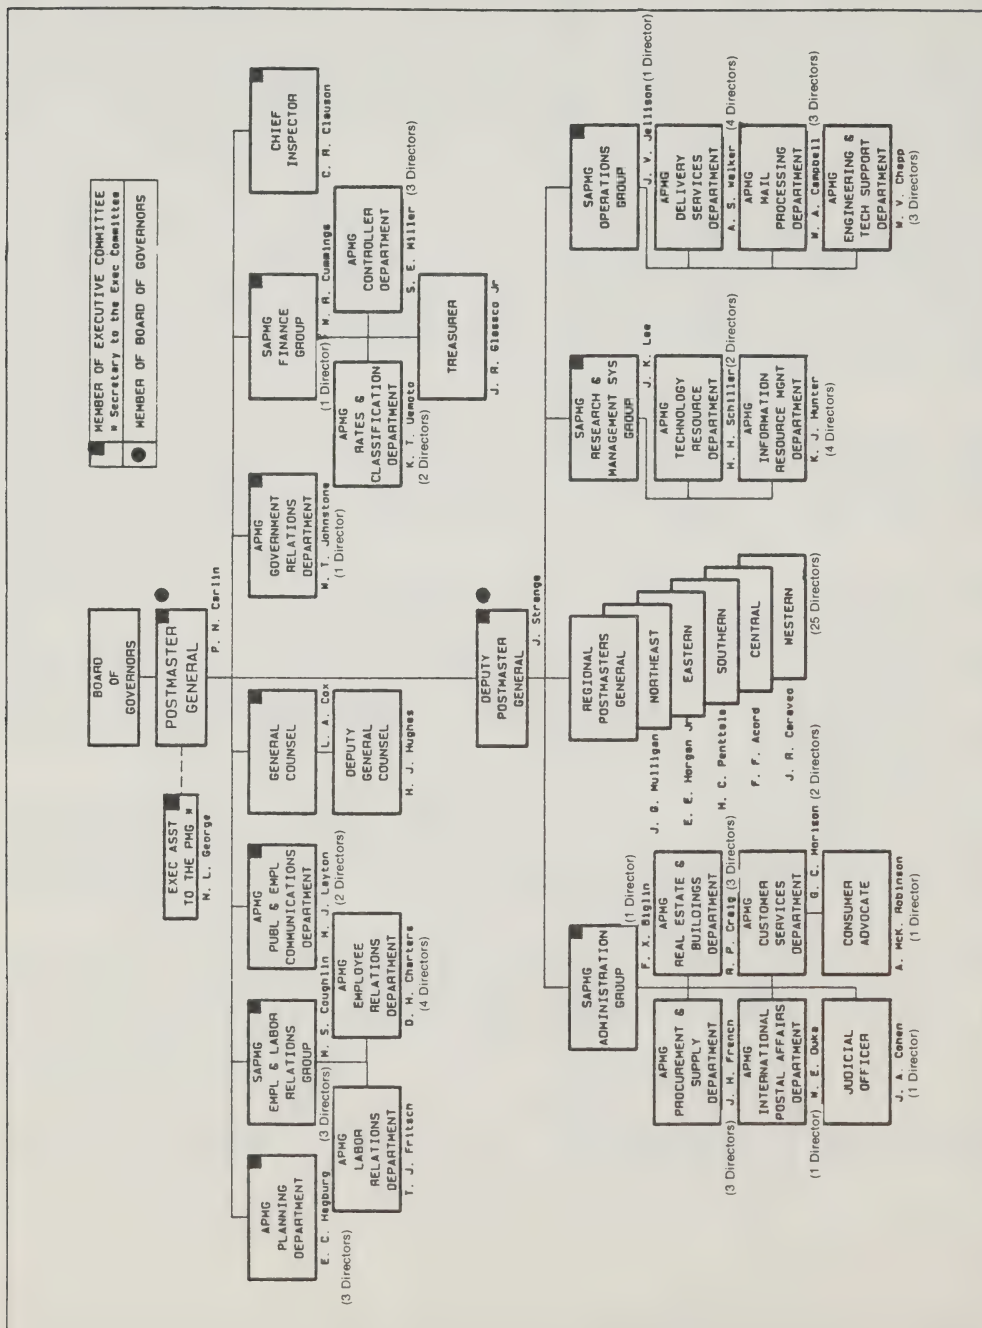 MEMBER OF EXECUTIVE COMMITTEE
* Secretary to the Exec Committee
MEMBER OF BOARD OF GOVERNORS
BOARD
OF
GOVERNORS
POSTMASTER
GENERAL
P. N. Carlin
EXEC ASST
TO THE PMG *
W. L. George
APMG
PLANNING
DEPARTMENT
E. C. Hagburg
(3 Directors)
SAPMG
EMPL & LABOR
RELATIONS
GROUP
(3 Directors)
M. S. Coughlin
APMG
LABOR
RELATIONS
DEPARTMENT
T. J. Fritsch
APMG
EMPLOYEE
RELATIONS
DEPARTMENT
D. H. Charters
(4 Directors)
APMG
PUBL & EMPL
COMMUNICATIONS
DEPARTMENT
M. J. Layton
(2 Directors)
GENERAL
COUNSEL
L. A. Cox
DEPUTY
GENERAL
COUNSEL
H. J. Hughes
APMG
GOVERNMENT
RELATIONS
DEPARTMENT
W. T. Johnstone
(1 Director)
SAPMG
FINANCE
GROUP
(1 Director)
W. R. Cummings
APMG
RATES &
CLASSIFICATION
DEPARTMENT
K. T. Uemoto
(2 Directors)
APMG
CONTROLLER
DEPARTMENT
S. E. Miller (3 Directors)
TREASURER
J. R. Glassco Jr
CHIEF
INSPECTOR
C. R. Clauson
DEPUTY
POSTMASTER
GENERAL
J. Strange
SAPMG
ADMINISTRATION
GROUP
F. X. Biglin
(1 Director)
APMG
PROCUREMENT &
SUPPLY
DEPARTMENT
(3 Directors)
J. H. French
APMG
REAL ESTATE &
BUILDINGS
DEPARTMENT
R. P. Craig (3 Directors)
APMG
INTERNATIONAL
POSTAL AFFAIRS
DEPARTMENT
(1 Director)
W. E. Duka
APMG
CUSTOMER
SERVICES
DEPARTMENT
G. C. Morison (2 Directors)
JUDICIAL
OFFICER
J. A. Cohen
(1 Director)
CONSUMER
ADVOCATE
A. McK. Robinson
(1 Director)
REGIONAL
POSTMASTERS
GENERAL
NORTHEAST
J. G. Mulligan
EASTERN
E. E. Horgan Jr
SOUTHERN
H. C. Penttala
CENTRAL
F. F. Acord
WESTERN
J. R. Caraveo
(25 Directors)
SAPMG
RESEARCH &
MANAGEMENT SYS
GROUP
J. K. Lee
APMG
TECHNOLOGY
RESOURCE
DEPARTMENT
H. H. Schiller (2 Directors)
APMG
INFORMATION
RESOURCE MGNT
DEPARTMENT
K. J. Hunter
(4 Directors)
SAPMG
OPERATIONS
GROUP
J. V. Jellison (1 Director)
APMG
DELIVERY
SERVICES
DEPARTMENT
A. S. Walker (4 Directors)
APMG
MAIL
PROCESSING
DEPARTMENT
W. A. Campbell (3 Directors)
APMG
ENGINEERING &
TECH SUPPORT
DEPARTMENT
W. V. Chapp
(3 Directors)